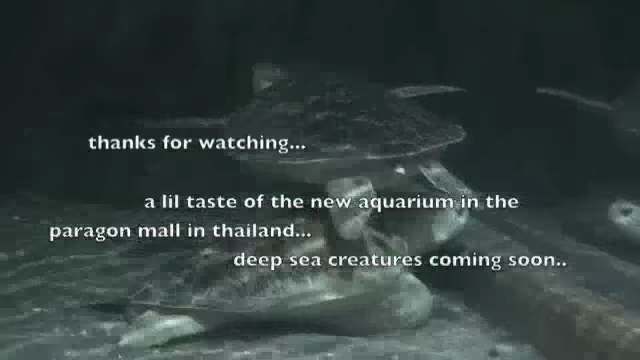 thanks for watching...
a lil taste of the new aquarium in the
paragon mall in thailand...
deep sea creatures coming soon..